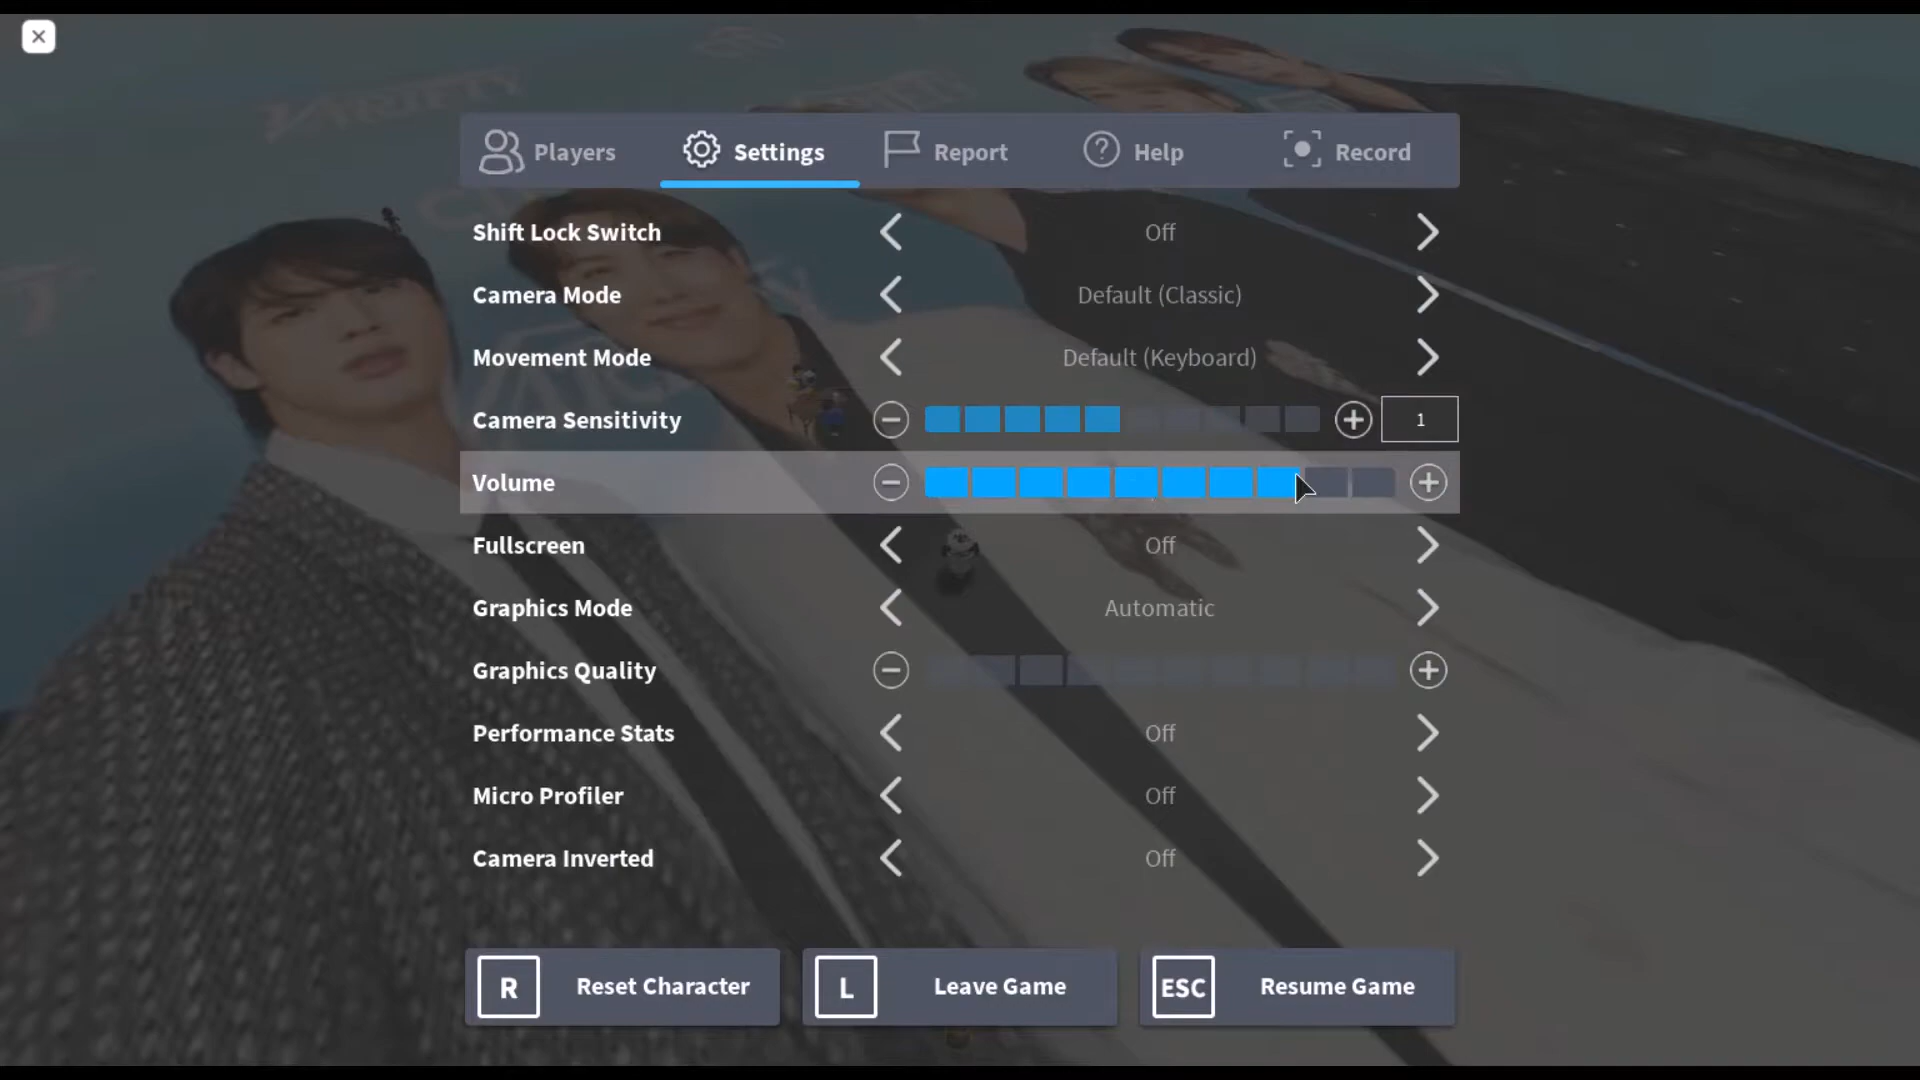 VARIETY
Players
Settings
Report
Help
Record
Shift Lock Switch
Off
Camera Mode
Default (Classic)
Movement Mode
Default (Keyboard)
Camera Sensitivity
1
Volume
Fullscreen
Off
Graphics Mode
Automatic
Graphics Quality
Performance Stats
Off
Micro Profiler
Off
Camera Inverted
Off
R
Reset Character
L
Leave Game
ESC
Resume Game